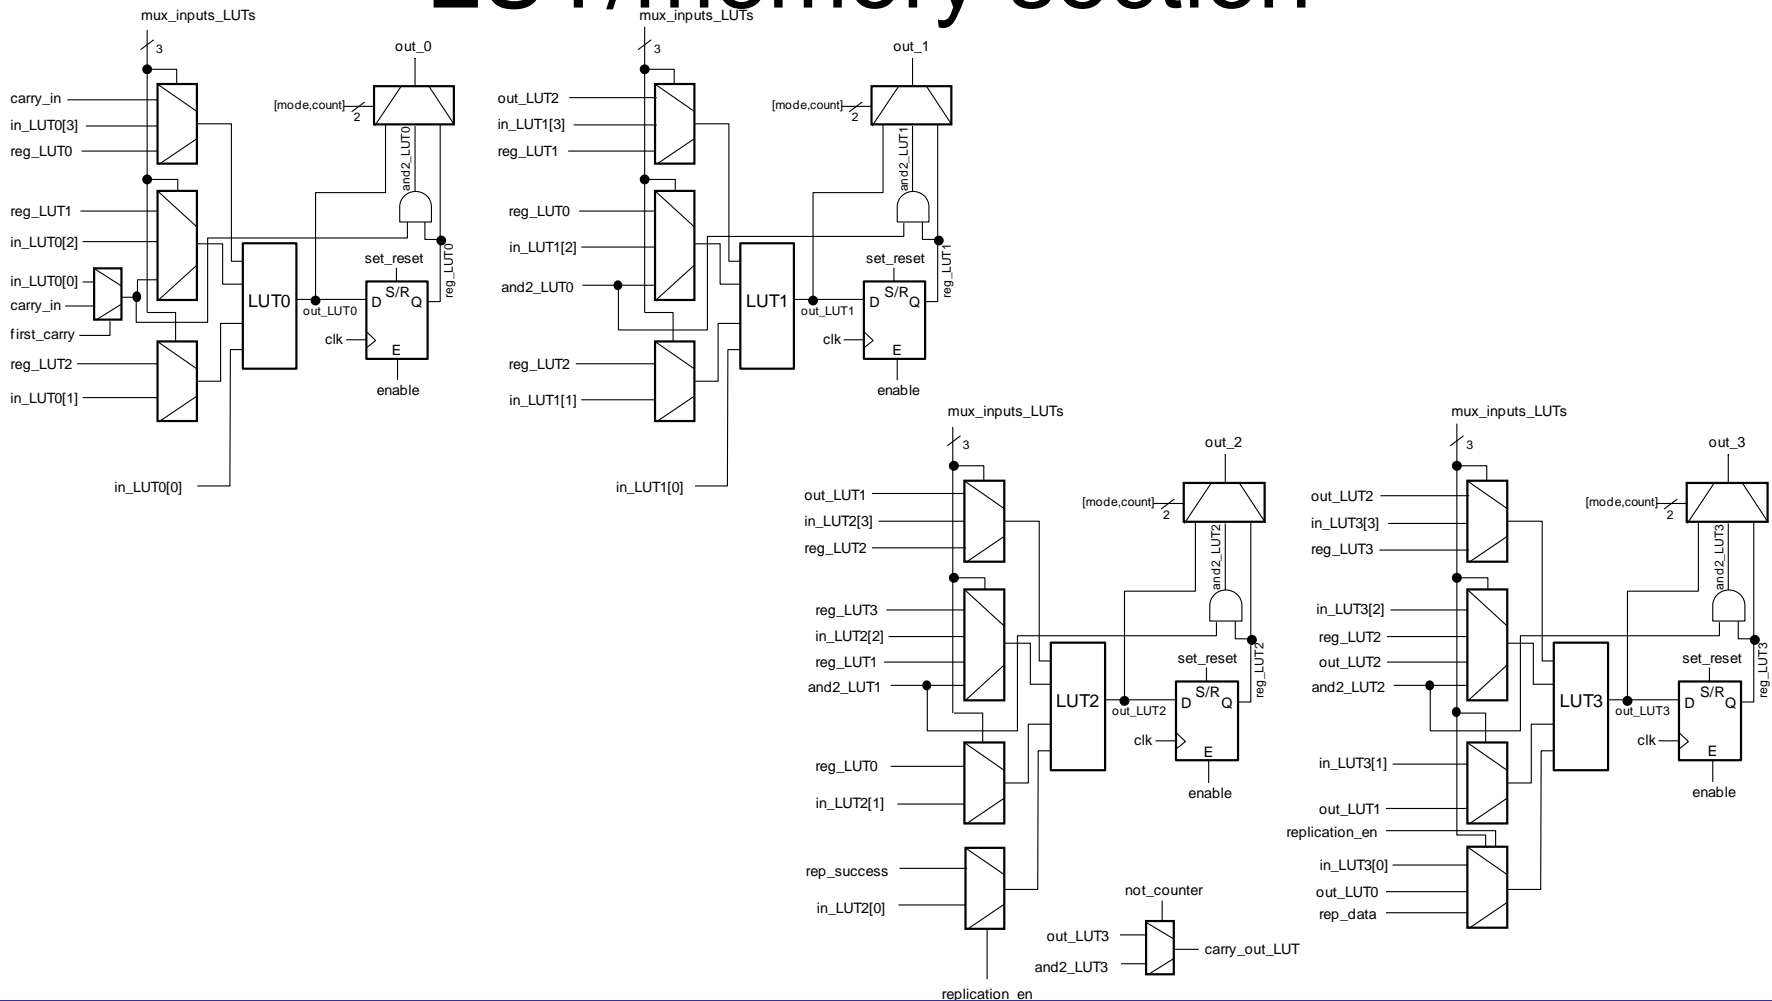 LUT/memory section
mux_inputs_LUTs
3
out_0
carry_in
in_LUT0[3]
reg_LUT0
[mode,count]
2
and2_LUT0
reg_LUT1
in_LUT0[2]
in_LUT0[0]
carry_in
first_carry
reg_LUT2
in_LUT0[1]
in_LUT0[0]
LUT0
out_LUT0
set_reset
S/R
D
Q
E
clk
enable
reg_LUT0
mux_inputs_LUTs
3
out_1
out_LUT2
in_LUT1[3]
reg_LUT1
[mode,count]
2
and2_LUT1
reg_LUT0
in_LUT1[2]
and2_LUT0
reg_LUT2
in_LUT1[1]
in_LUT1[0]
LUT1
out_LUT1
set_reset
S/R
D
Q
E
clk
enable
reg_LUT1
mux_inputs_LUTs
3
out_2
out_LUT1
in_LUT2[3]
reg_LUT2
[mode,count]
2
and2_LUT2
reg_LUT3
in_LUT2[2]
reg_LUT1
and2_LUT1
reg_LUT0
in_LUT2[1]
rep_success
in_LUT2[0]
replication_en
LUT2
out_LUT2
set_reset
S/R
D
Q
E
clk
enable
reg_LUT2
mux_inputs_LUTs
3
out_3
out_LUT2
in_LUT3[3]
reg_LUT3
[mode,count]
2
and2_LUT3
in_LUT3[2]
reg_LUT2
out_LUT2
and2_LUT2
in_LUT3[1]
out_LUT1
replication_en
in_LUT3[0]
out_LUT0
rep_data
LUT3
out_LUT3
set_reset
S/R
D
Q
E
clk
enable
reg_LUT3
not_counter
out_LUT3
and2_LUT3
carry_out_LUT